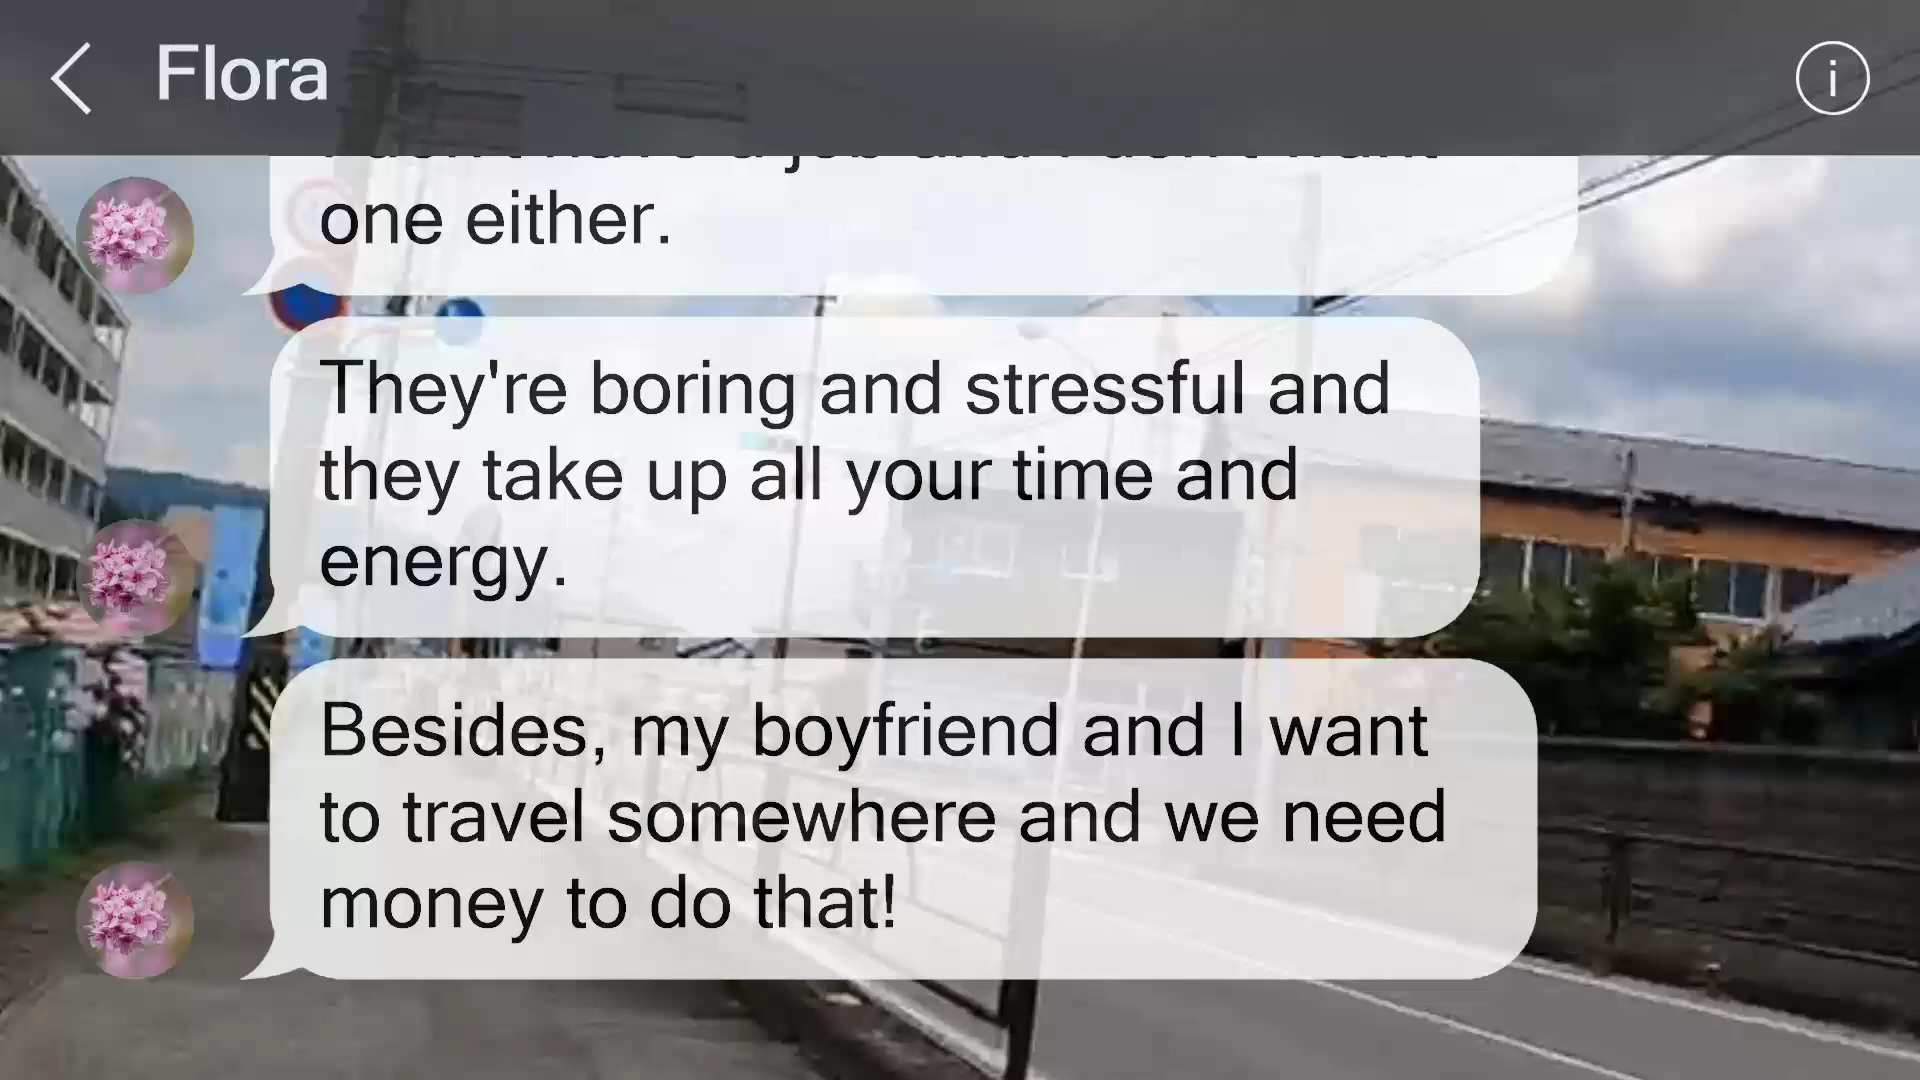 Flora
one either.
They're boring and stressful and
they take up all your time and
energy.
Besides, my boyfriend and I want
to travel somewhere and we need
money to do that!